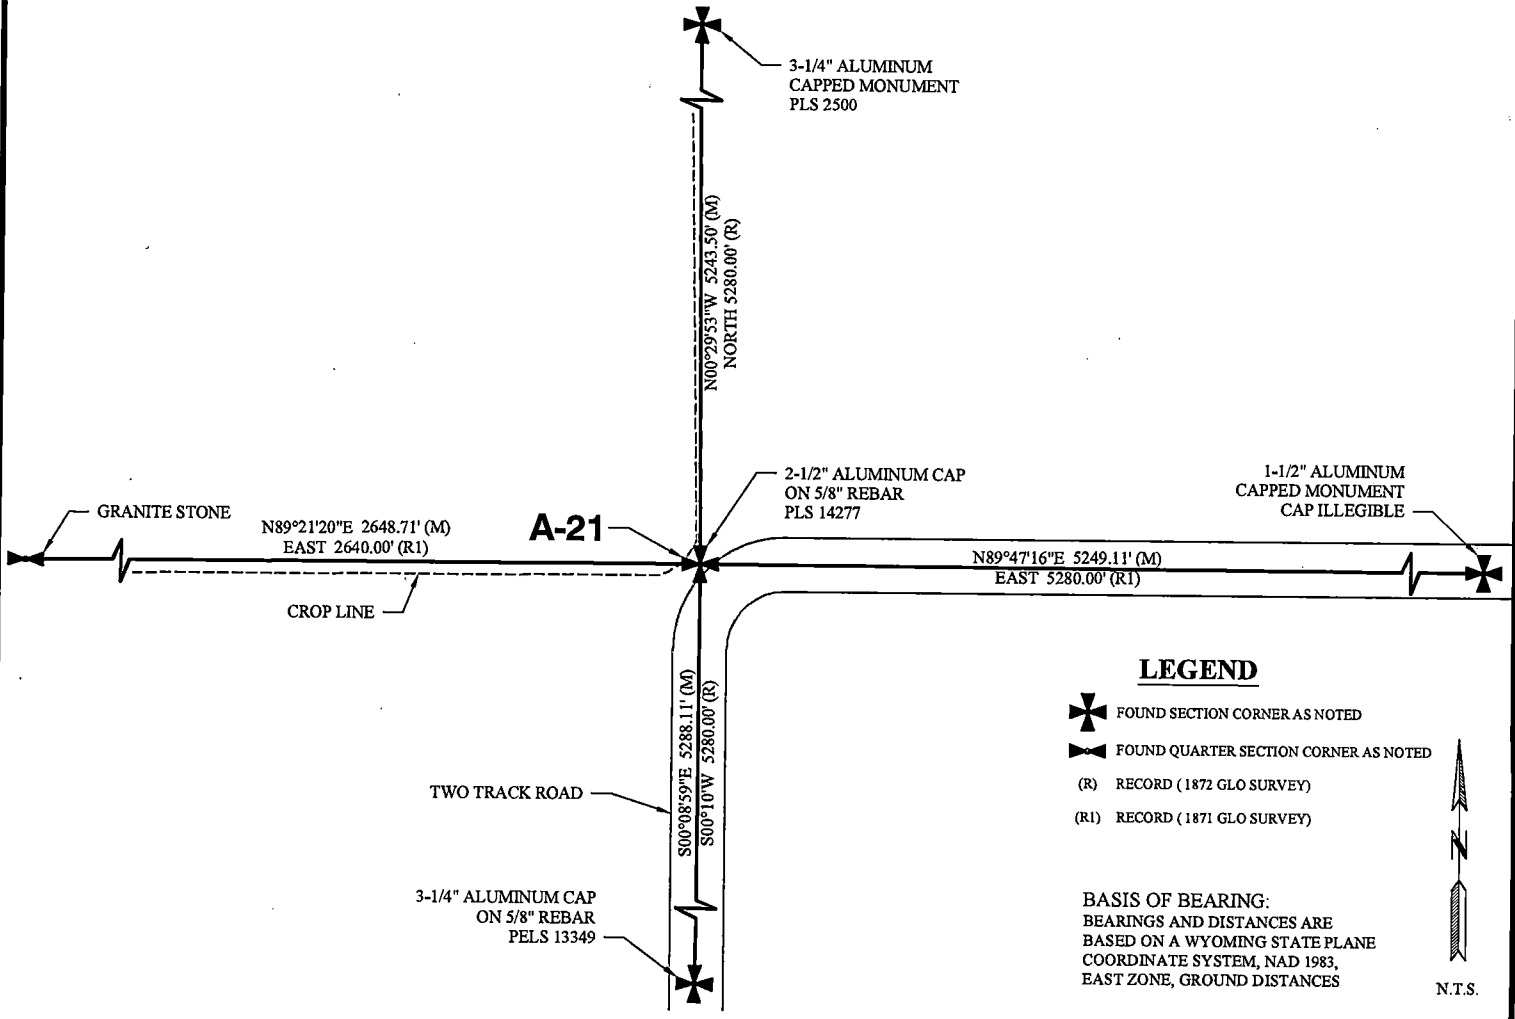 3-1/4" ALUMINUM
CAPPED MONUMENT
PLS 2500
N00°29'53"W 5243.50' (M)
NORTH 5280.00' (R)
2-1/2" ALUMINUM CAP
ON 5/8" REBAR
PLS 14277
1-1/2" ALUMINUM
CAPPED MONUMENT
CAP ILLEGIBLE
GRANITE STONE
N89°21'20"E 2648.71' (M)
EAST 2640.00' (R1)
A-21
N89°47'16"E 5249.11' (M)
EAST 5280.00' (R1)
CROP LINE
S00°08'59"E 5288.11' (M)
S00°10'W 5280.00' (R)
TWO TRACK ROAD
3-1/4" ALUMINUM CAP
ON 5/8" REBAR
PELS 13349
LEGEND
FOUND SECTION CORNER AS NOTED
FOUND QUARTER SECTION CORNER AS NOTED
(R) RECORD ( 1872 GLO SURVEY)
(R1) RECORD ( 1871 GLO SURVEY)
BASIS OF BEARING:
BEARINGS AND DISTANCES ARE
BASED ON A WYOMING STATE PLANE
COORDINATE SYSTEM, NAD 1983,
EAST ZONE, GROUND DISTANCES
N
N.T.S.